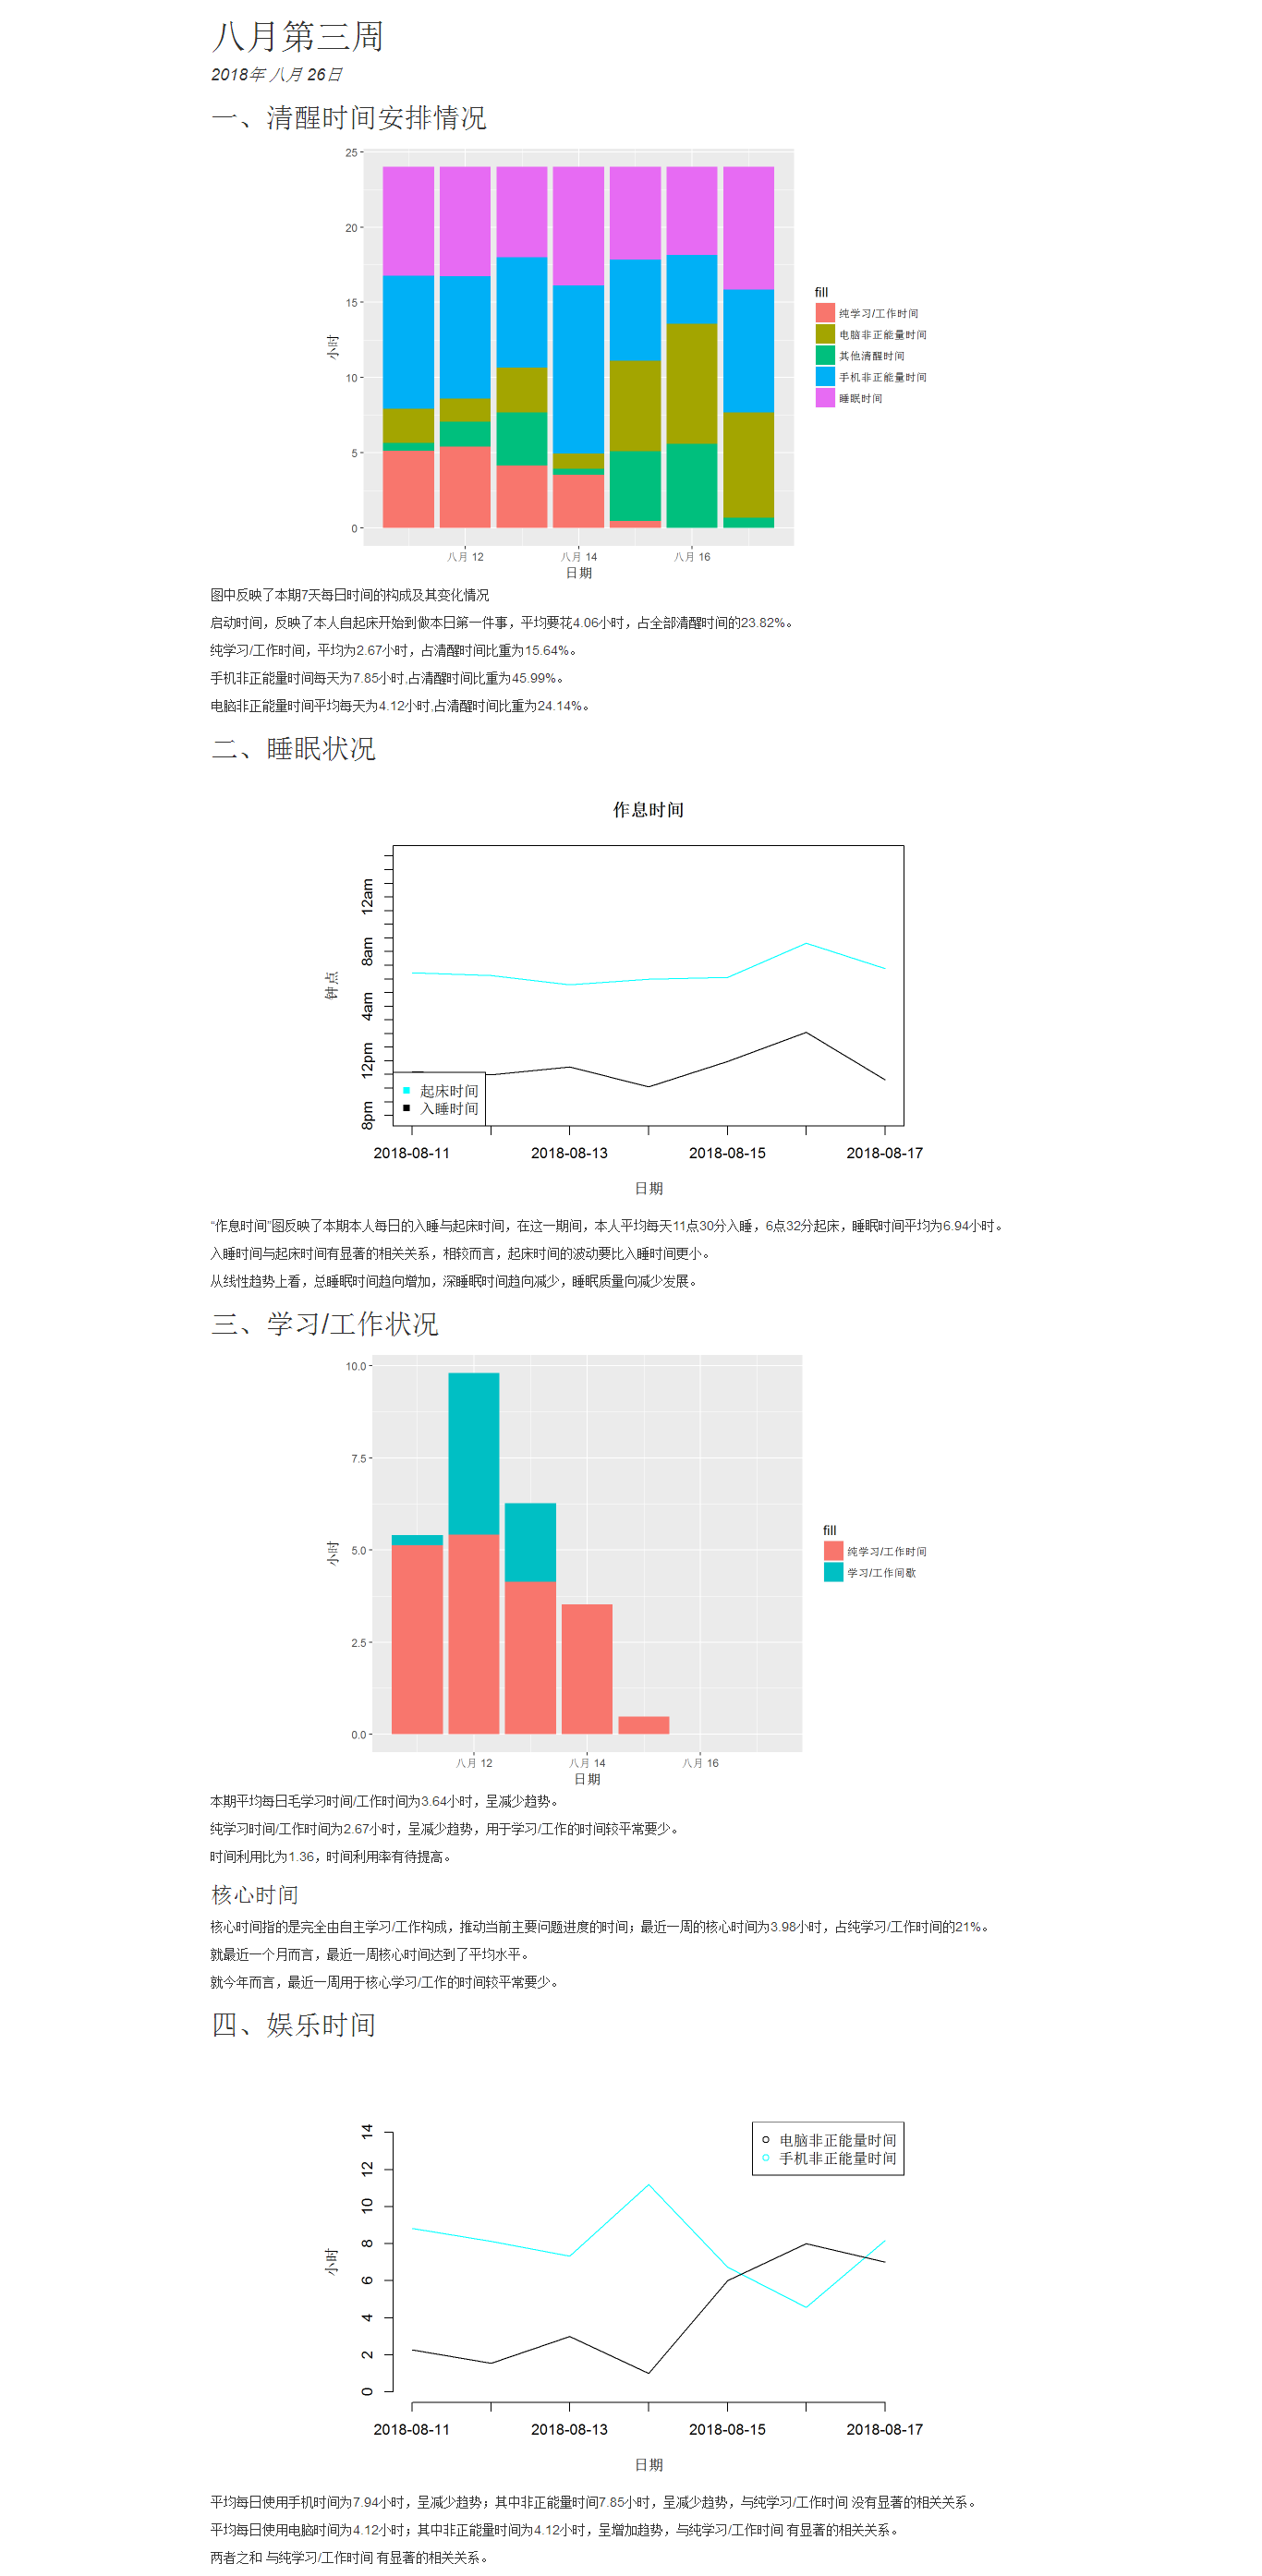 八月第三周
2018年 八月 26日
一、清醒时间安排情况
25
20
15
10
5
0
小时
八月 12
八月 14
八月 16
日期
fill
纯学习/工作时间
电脑非正能量时间
其他清醒时间
手机非正能量时间
睡眠时间
图中反映了本期7天每日时间的构成及其变化情况
启动时间，反映了本人自起床开始到做本日第一件事，平均要花4.06小时，占全部清醒时间的23.82%。
纯学习/工作时间，平均为2.67小时，占清醒时间比重为15.64%。
手机非正能量时间每天为7.85小时,占清醒时间比重为45.99%。
电脑非正能量时间平均每天为4.12小时,占清醒时间比重为24.14%。
二、睡眠状况
作息时间
12am
8am
4am
12pm
8pm
钟点
起床时间
入睡时间
2018-08-11
2018-08-13
2018-08-15
2018-08-17
日期
“作息时间”图反映了本期本人每日的入睡与起床时间，在这一期间，本人平均每天11点30分入睡，6点32分起床，睡眠时间平均为6.94小时。
入睡时间与起床时间有显著的相关关系，相较而言，起床时间的波动要比入睡时间更小。
从线性趋势上看，总睡眠时间趋向增加，深睡眠时间趋向减少，睡眠质量向减少发展。
三、学习/工作状况
10.0
7.5
5.0
2.5
0.0
小时
八月 12
八月 14
八月 16
日期
fill
纯学习/工作时间
学习/工作间歇
本期平均每日毛学习时间/工作时间为3.64小时，呈减少趋势。
纯学习时间/工作时间为2.67小时，呈减少趋势，用于学习/工作的时间较平常要少。
时间利用比为1.36，时间利用率有待提高。
核心时间
核心时间指的是完全由自主学习/工作构成，推动当前主要问题进度的时间；最近一周的核心时间为3.98小时，占纯学习/工作时间的21%。
就最近一个月而言，最近一周核心时间达到了平均水平。
就今年而言，最近一周用于核心学习/工作的时间较平常要少。
四、娱乐时间
14
12
10
8
6
4
2
0
小时
电脑非正能量时间
手机非正能量时间
2018-08-11
2018-08-13
2018-08-15
2018-08-17
日期
平均每日使用手机时间为7.94小时，呈减少趋势；其中非正能量时间7.85小时，呈减少趋势，与纯学习/工作时间 没有显著的相关关系。
平均每日使用电脑时间为4.12小时；其中非正能量时间为4.12小时，呈增加趋势，与纯学习/工作时间 有显著的相关关系。
两者之和 与纯学习/工作时间 有显著的相关关系。